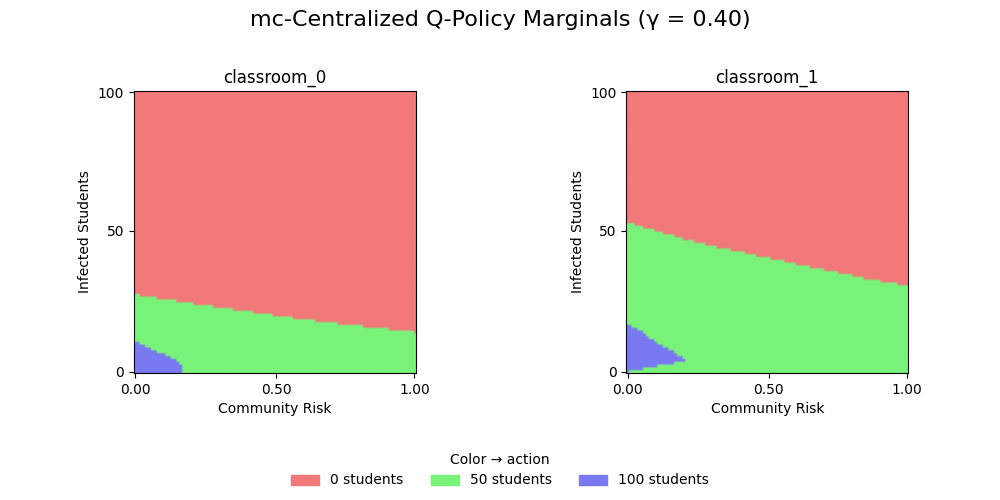 mc-Centralized Q-Policy Marginals (γ = 0.40)
classroom_0
classroom_1
100
50
0
Infected Students
0.00 0.50 1.00
Community Risk
100
50
0
Infected Students
0.00 0.50 1.00
Community Risk
Color → action
0 students 50 students 100 students